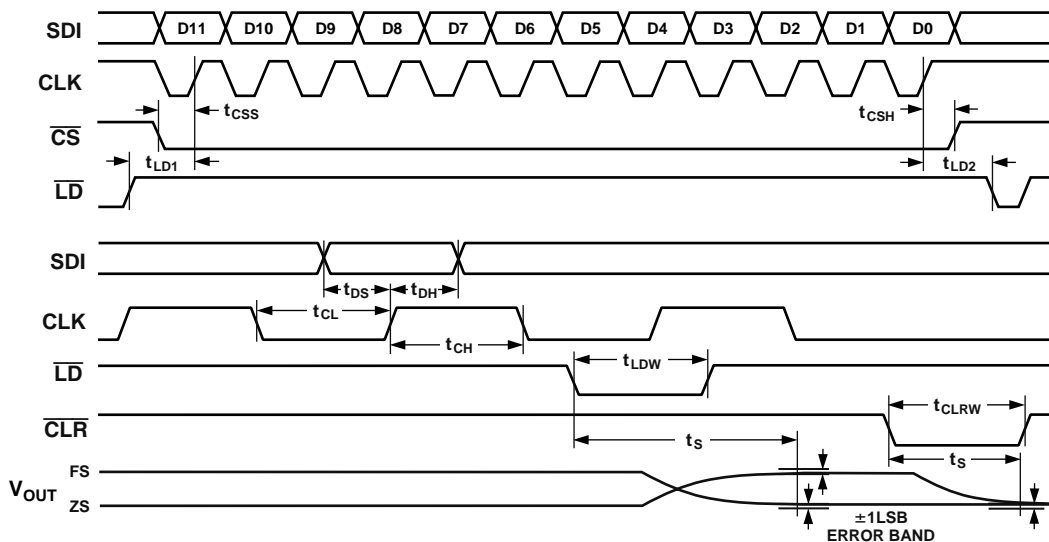 SDI D11 D10 D9 D8 D7 D6 D5 D4 D3 D2 D1 D0
CLK
tCSS tCSH
CS
tLD1 tLD2
LD
SDI
tDS tDH
tCL
CLK
tCH
LD
tLDW
CLR
tCLRW
tS tS
FS
VOUT
ZS
±1LSB
ERROR BAND